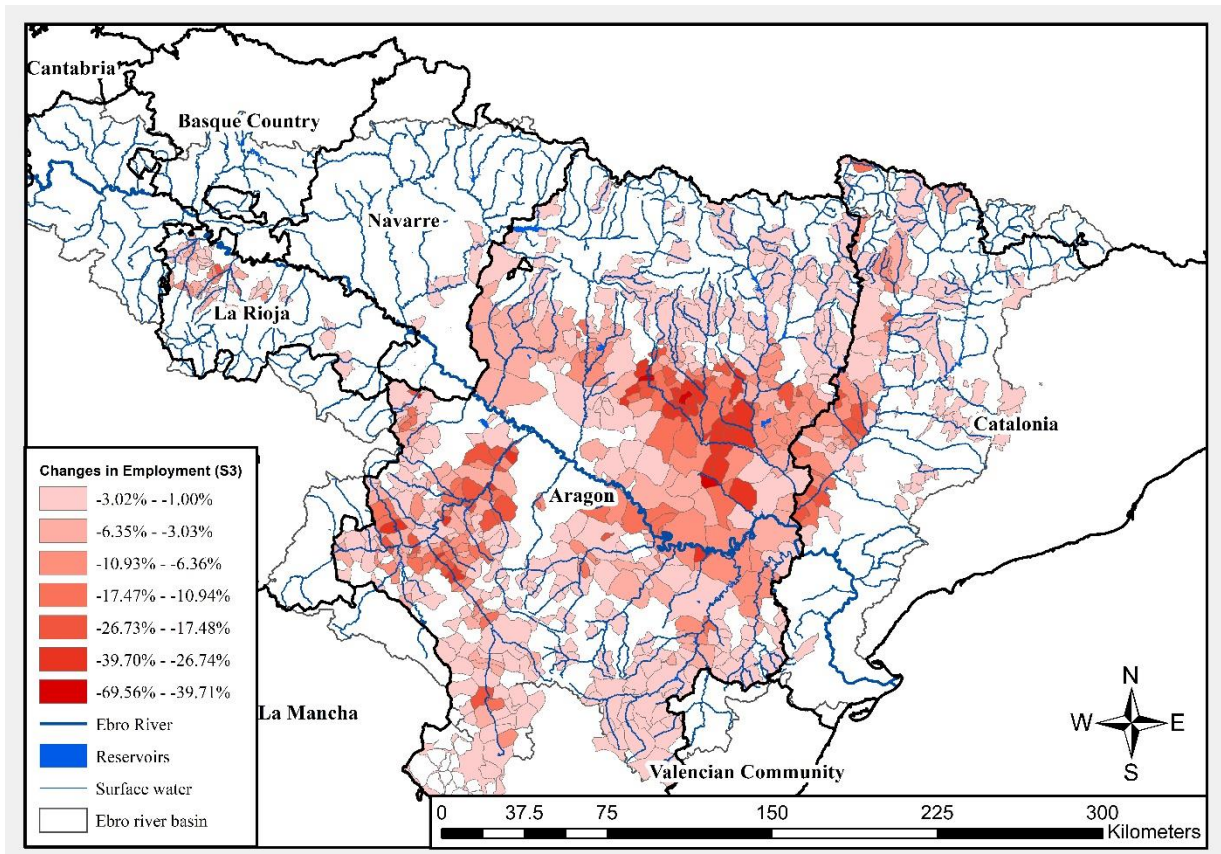 Cantabria
Basque Country
Navarre
La Rioja
Catalonia
Aragon
La Mancha
Valencian Community
Changes in Employment (S3)
-3.02% - -1.00%
-6.35% - -3.03%
-10.93% - -6.36%
-17.47% - -10.94%
-26.73% - -17.48%
-39.70% - -26.74%
-69.56% - -39.71%
Ebro River
Reservoirs
Surface water
Ebro river basin
N
W E
S
0 37.5 75 150 225 300
Kilometers